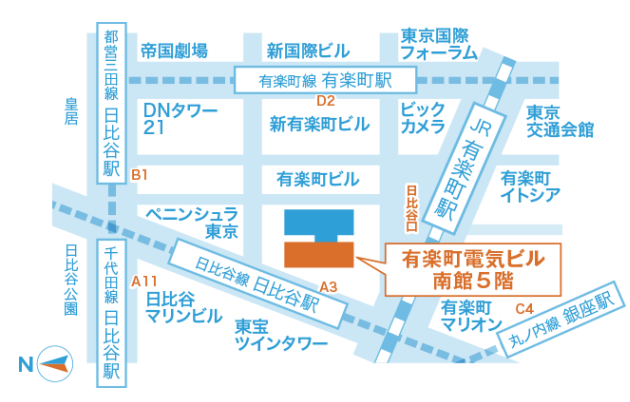 都営三田線 日比谷駅
帝国劇場
新国際ビル
東京国際
フォーラム
有楽町線 有楽町駅
皇居
DNタワー
21
D2
新有楽町ビル
ビック
カメラ
JR 有楽町駅
東京
交通会館
B1
有楽町ビル
日比谷口
有楽町
イトシア
ペニンシュラ
東京
日比谷公園
千代田線 日比谷駅
A11
日比谷線 日比谷駅
A3
有楽町電気ビル
南館5階
日比谷
マリンビル
東宝
ツインタワー
有楽町
マリオン
C4
丸ノ内線 銀座駅
N